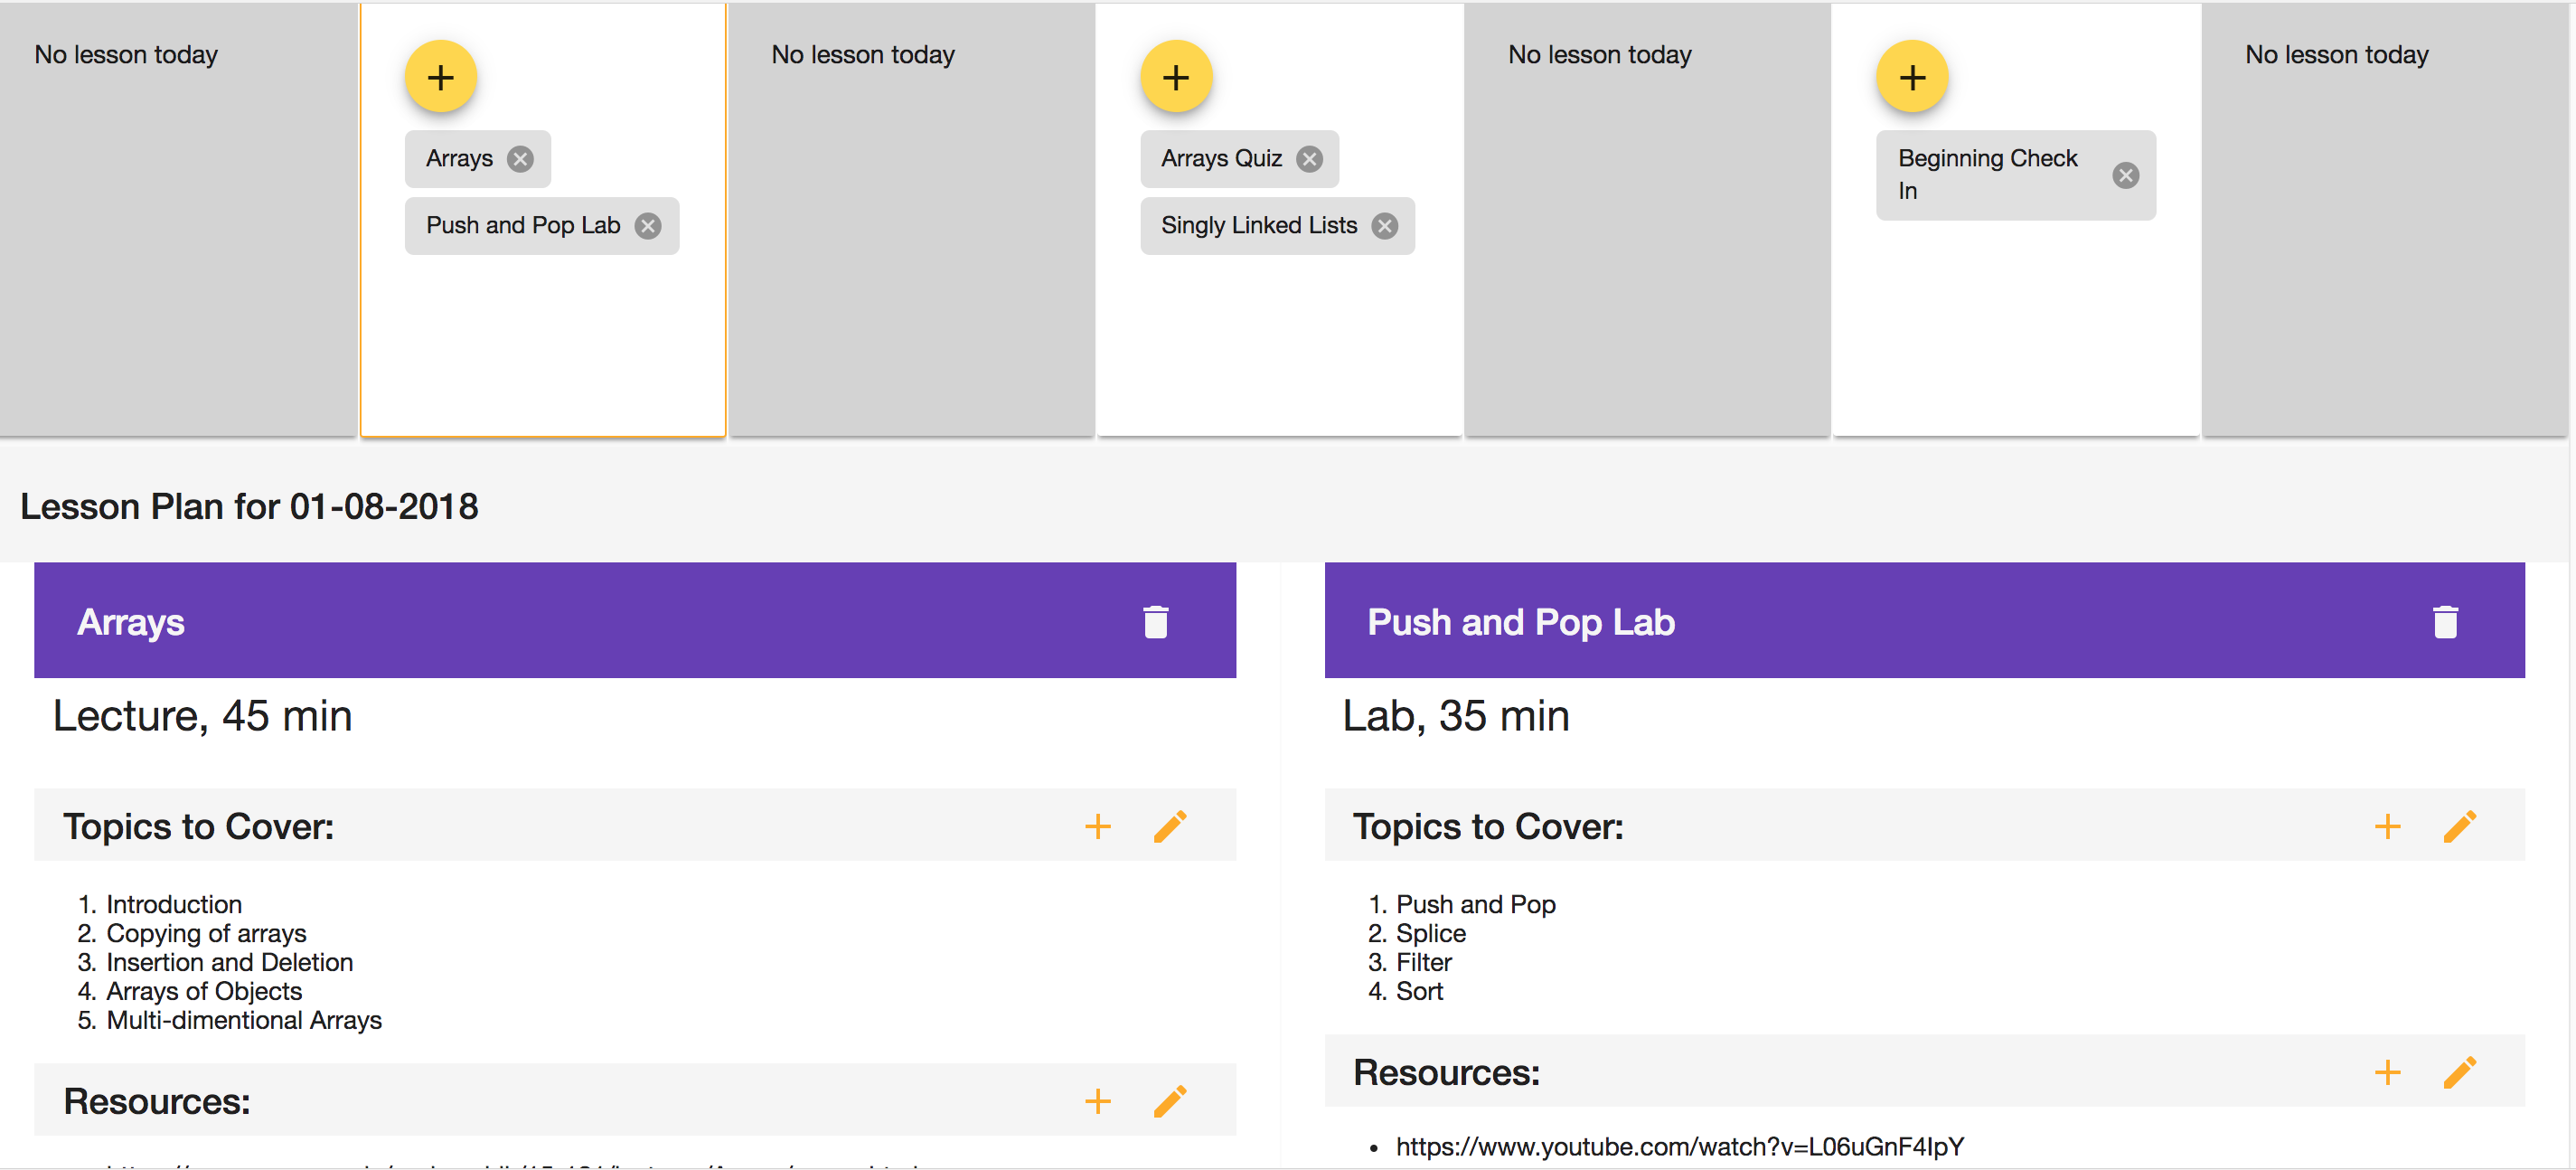 No lesson today
Arrays
Push and Pop Lab
No lesson today
Arrays Quiz
Singly Linked Lists
No lesson today
Beginning Check
In
No lesson today
Lesson Plan for 01-08-2018
Arrays
Lecture, 45 min
Topics to Cover:
1. Introduction
2. Copying of arrays
3. Insertion and Deletion
4. Arrays of Objects
5. Multi-dimentional Arrays
Resources:
Push and Pop Lab
Lab, 35 min
Topics to Cover:
1. Push and Pop
2. Splice
3. Filter
4. Sort
Resources:
• https://www.youtube.com/watch?v=L06uGnF4IpY